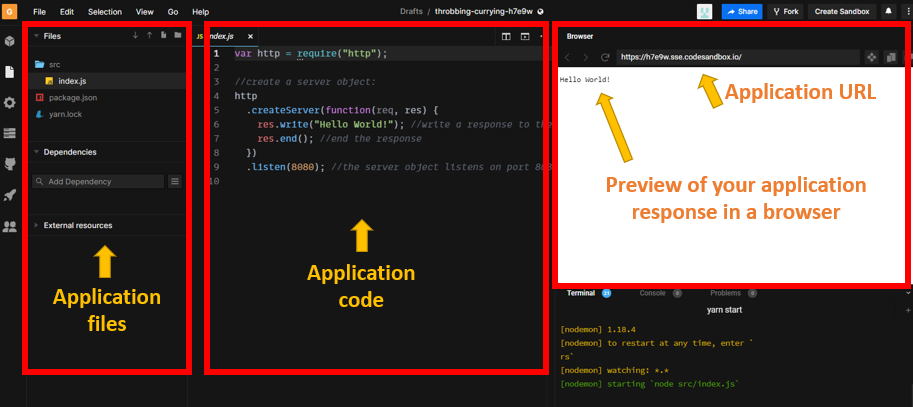 G File Edit Selection View Go Help Drafts / throbbing-currying-h7e9w Share Fork Create Sandbox
Files
src
JS index.js
package.json
yarn.lock
Dependencies
Add Dependency
External resources
Application
files
JS index.js ×
1 var http = require("http");
2
3 //create a server object:
4 http
5 .createServer(function(req, res) {
6 res.write("Hello World!"); //write a response to the
7 res.end(); //end the response
8 })
9 .listen(8080); //the server object listens on port 808
10
Application
code
Browser
https://h7e9w.sse.codesandbox.io/
Hello World!
Application URL
Preview of your application
response in a browser
Terminal 21 Console 0 Problems 0
yarn start
[nodemon] 1.18.4
[nodemon] to restart at any time, enter `
rs`
[nodemon] watching: *.*
[nodemon] starting `node src/index.js`